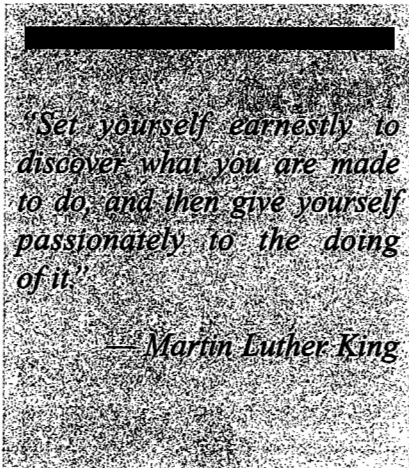 “Set yourself earnestly to
discover what you are made
to do, and then give yourself
passionately to the doing
of it.”
— Martin Luther King